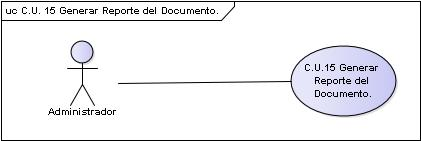 uc C.U. 15 Generar Reporte del Documento.
C.U.15 Generar
Reporte del
Documento.
Administrador